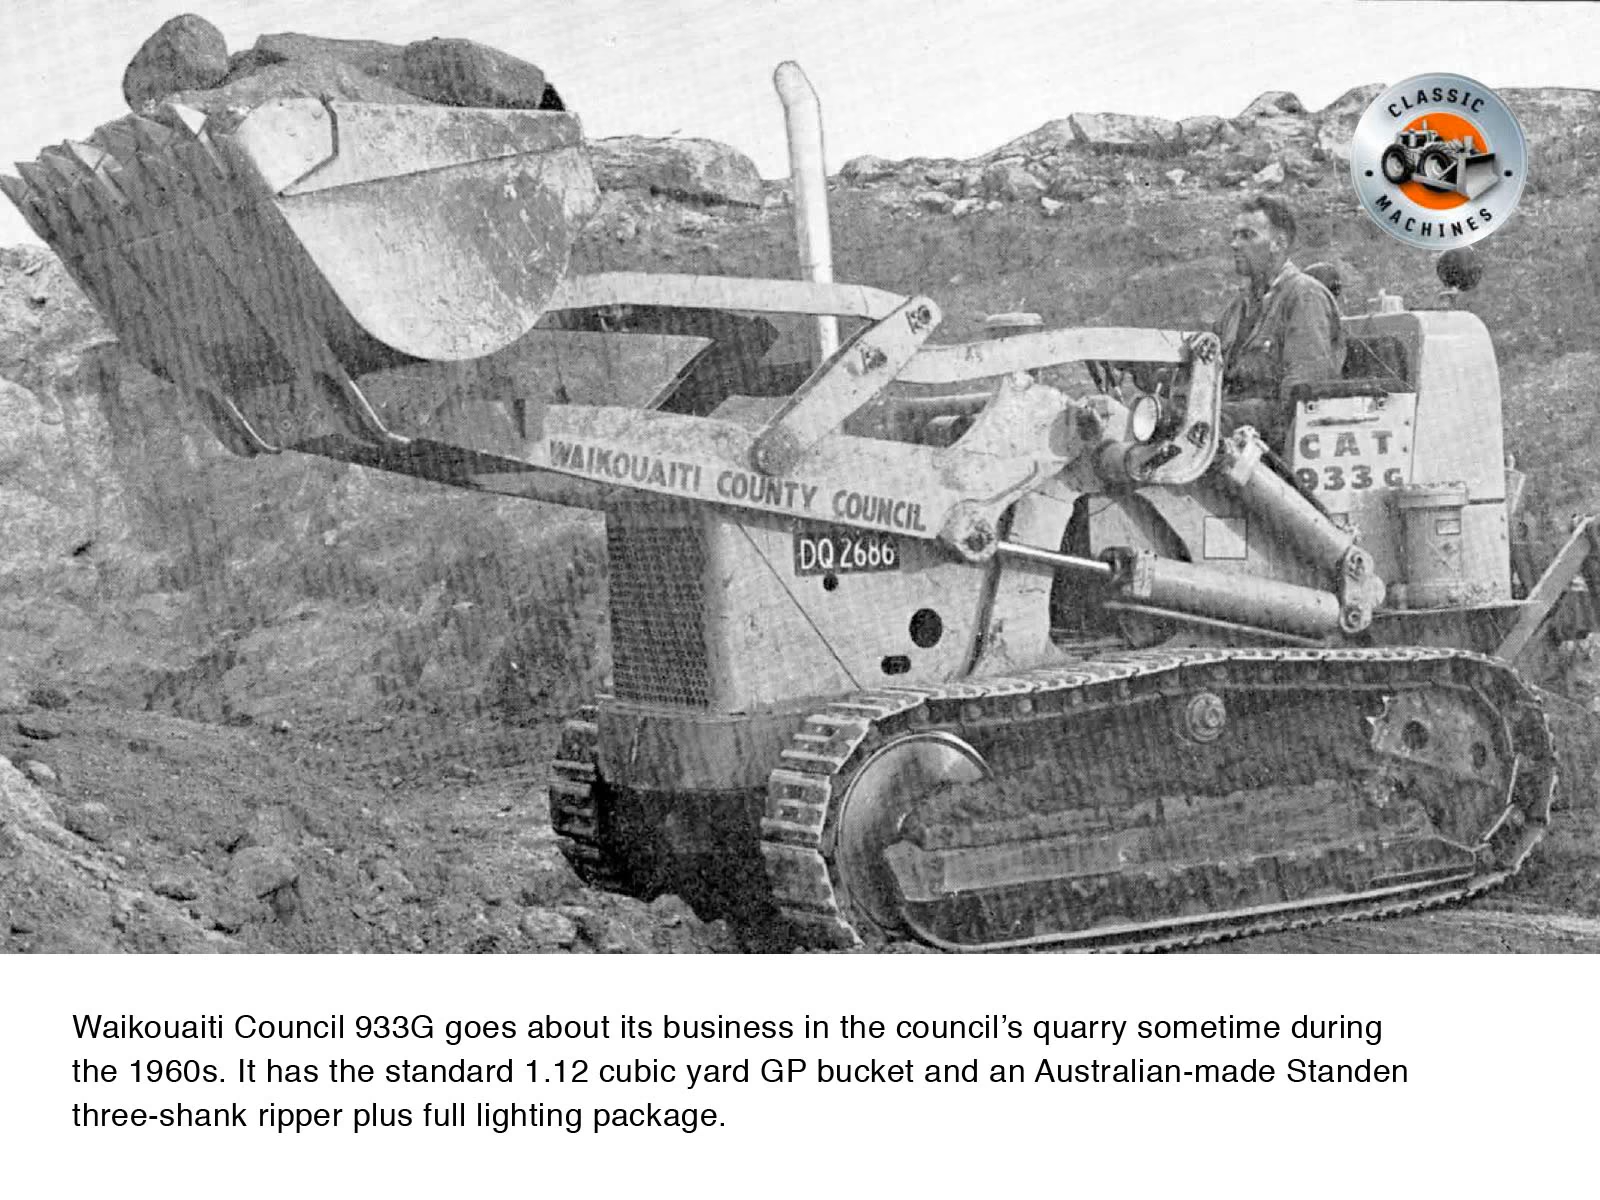 CLASSIC
MACHINES
CAT
933G
WAIKOUAITI COUNTY COUNCIL
DQ 2686
Waikouaiti Council 933G goes about its business in the council’s quarry sometime during
the 1960s. It has the standard 1.12 cubic yard GP bucket and an Australian-made Standen
three-shank ripper plus full lighting package.